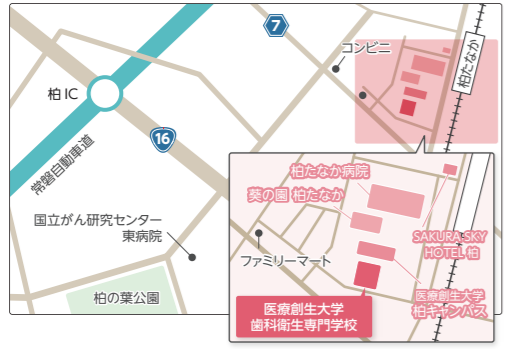 7
コンビニ
柏たなか
柏IC
16
常磐自動車道
国立がん研究センター
東病院
柏の葉公園
柏たなか病院
葵の園 柏たなか
SAKURA SKY
HOTEL 柏
ファミリーマート
医療創生大学
柏キャンパス
医療創生大学
歯科衛生専門学校